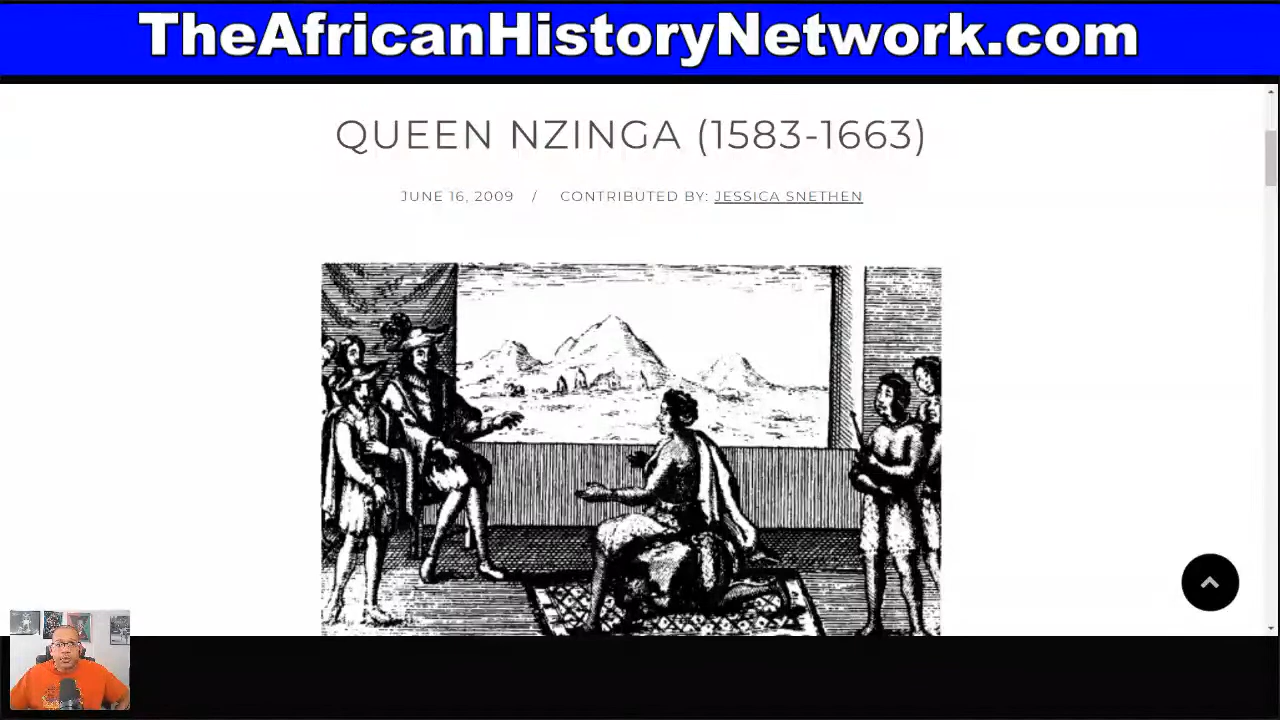 TheAfricanHistoryNetwork.com
QUEEN NZINGA (1583-1663)
JUNE 16, 2009 / CONTRIBUTED BY: JESSICA SNETHEN